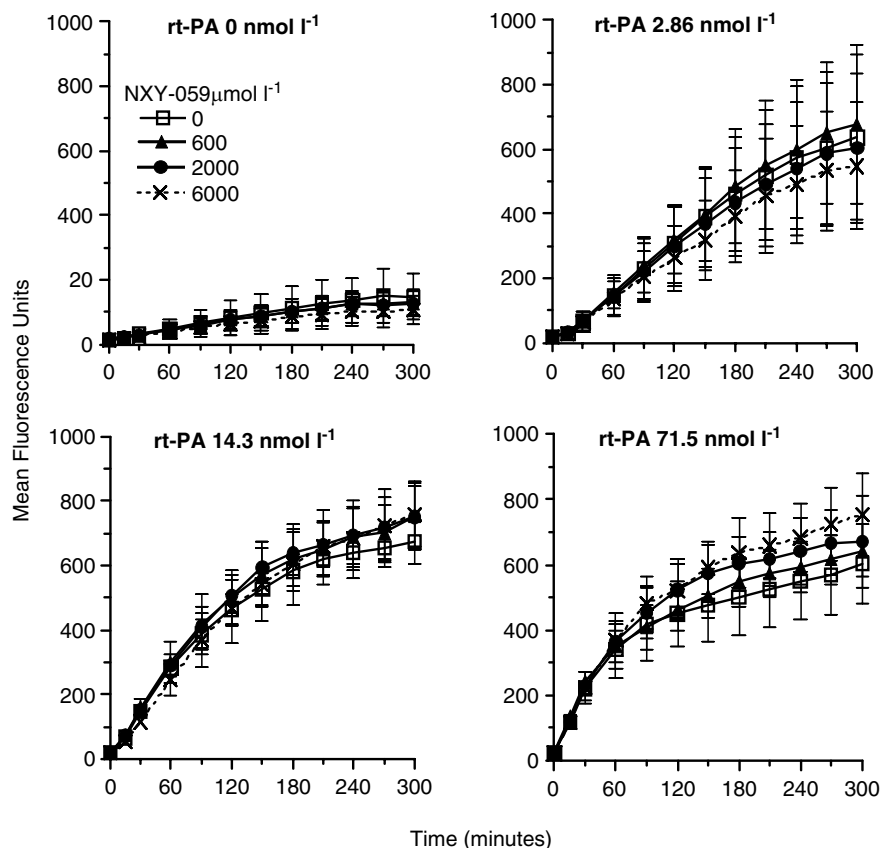 rt-PA 0 nmol l⁻¹
1000
800
600
400
200
20
0
NXY-059μmol l⁻¹
0
600
2000
6000
0 60 120 180 240 300
rt-PA 2.86 nmol l⁻¹
1000
800
600
400
200
0
0 60 120 180 240 300
rt-PA 14.3 nmol l⁻¹
1000
800
600
400
200
0
0 60 120 180 240 300
rt-PA 71.5 nmol l⁻¹
1000
800
600
400
200
0
0 60 120 180 240 300
Mean Fluorescence Units
Time (minutes)